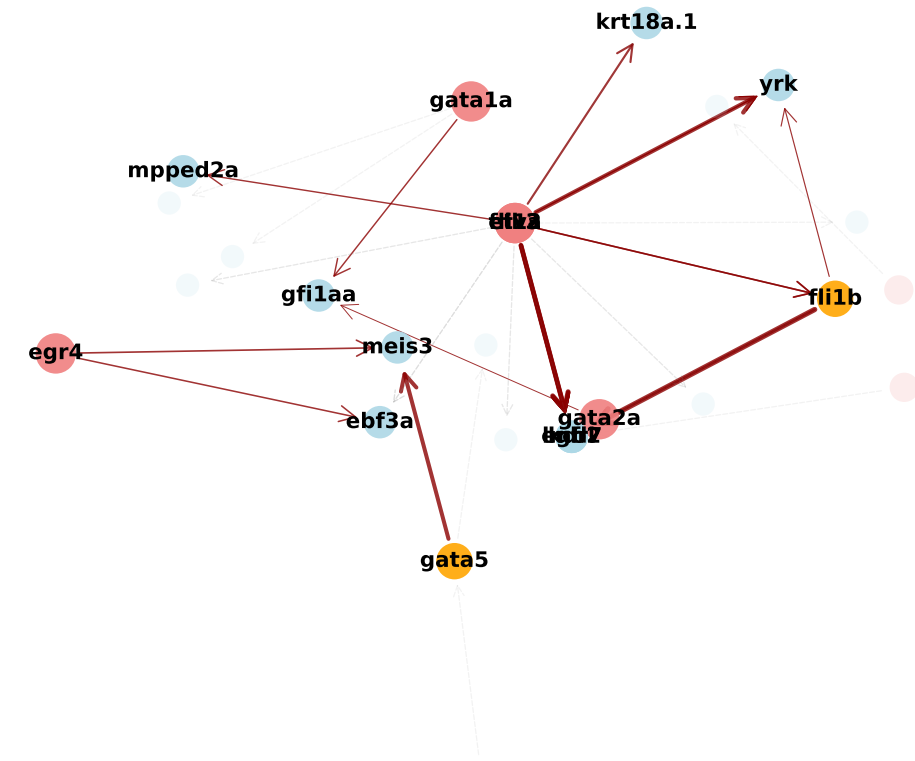 krt18a.1
yrk
gata1a
mpped2a
gfi1aa
fli1b
meis3
egr4
gata2a
ebf3a
gata5